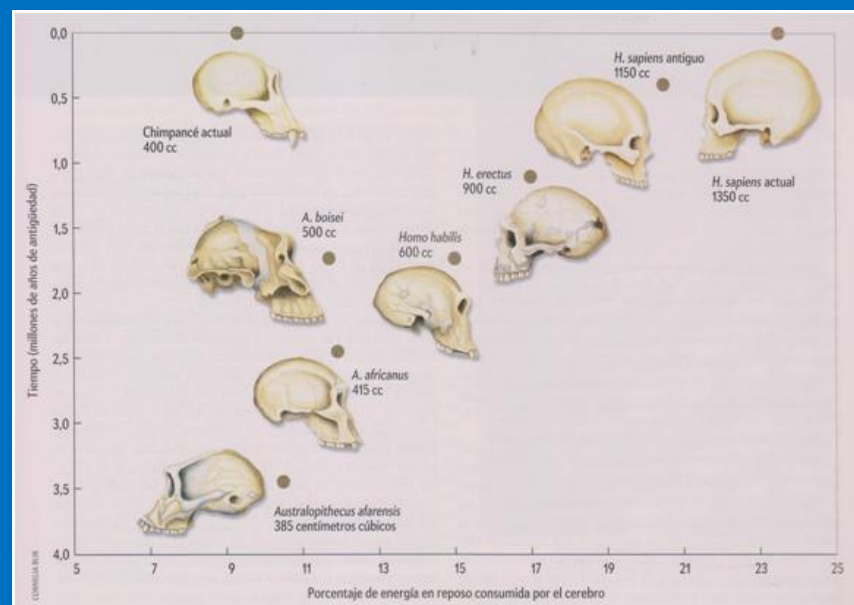 0,0
0,5
1,0
1,5
2,0
2,5
3,0
3,5
4,0
Tiempo (millones de años de antigüedad)
Chimpancé actual
400 cc
H. sapiens antiguo
1150 cc
H. erectus
900 cc
H. sapiens actual
1350 cc
A. boisei
500 cc
Homo habilis
600 cc
A. africanus
415 cc
Australopithecus afarensis
385 centímetros cúbicos
5
7
9
11
13
15
17
19
21
23
25
Porcentaje de energía en reposo consumida por el cerebro
CORNELIA BLIK